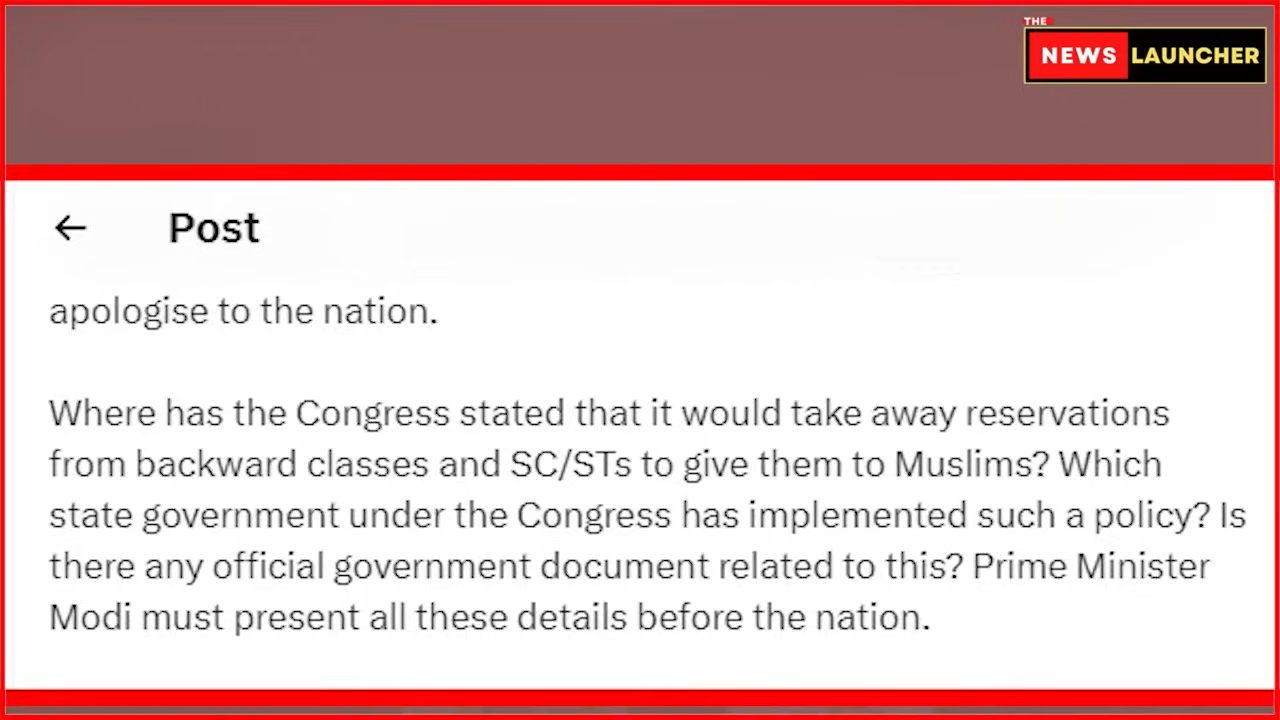 THE
NEWS LAUNCHER
← Post
apologise to the nation.
Where has the Congress stated that it would take away reservations
from backward classes and SC/STs to give them to Muslims? Which
state government under the Congress has implemented such a policy? Is
there any official government document related to this? Prime Minister
Modi must present all these details before the nation.